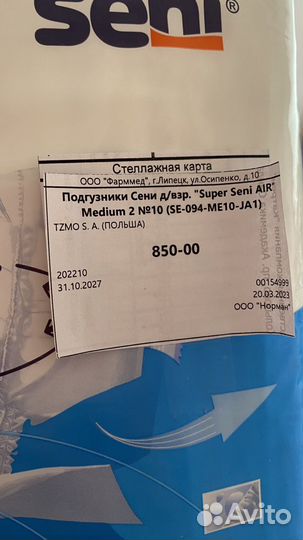 seni®
Стеллажная карта
ООО "Фарммед", г.Липецк, ул.Осипенко, д.10
Подгузники Сени д/взр. "Super Seni AIR"
Medium 2 №10 (SE-094-ME10-JA1)
TZMO S. A. (ПОЛЬША)
850-00
202210
31.10.2027
00154999
20.03.2023
ООО "Норман"
Avito